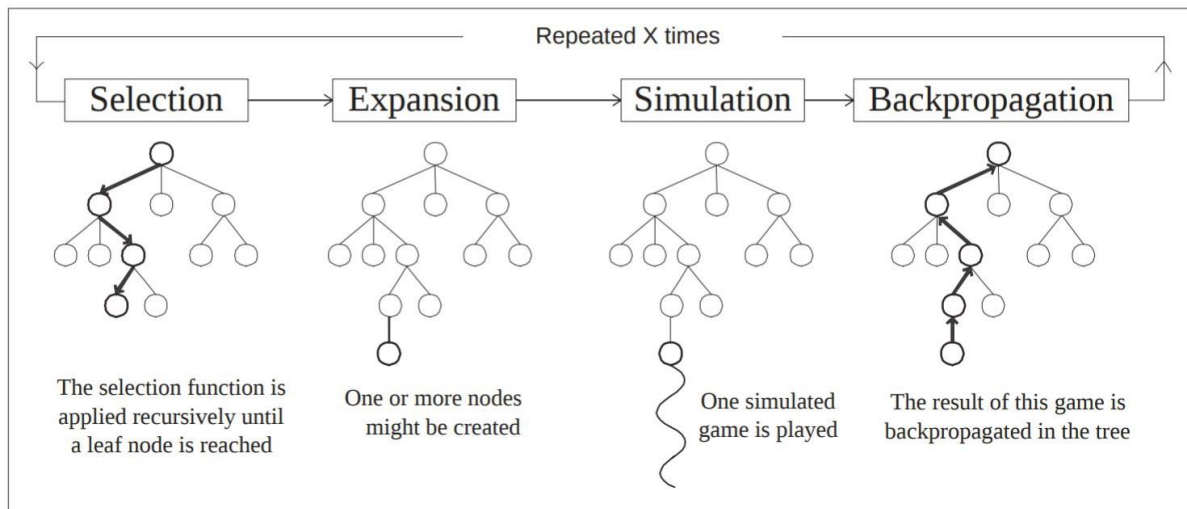 Repeated X times
Selection
Expansion
Simulation
Backpropagation
The selection function is
applied recursively until
a leaf node is reached
One or more nodes
might be created
One simulated
game is played
The result of this game is
backpropagated in the tree